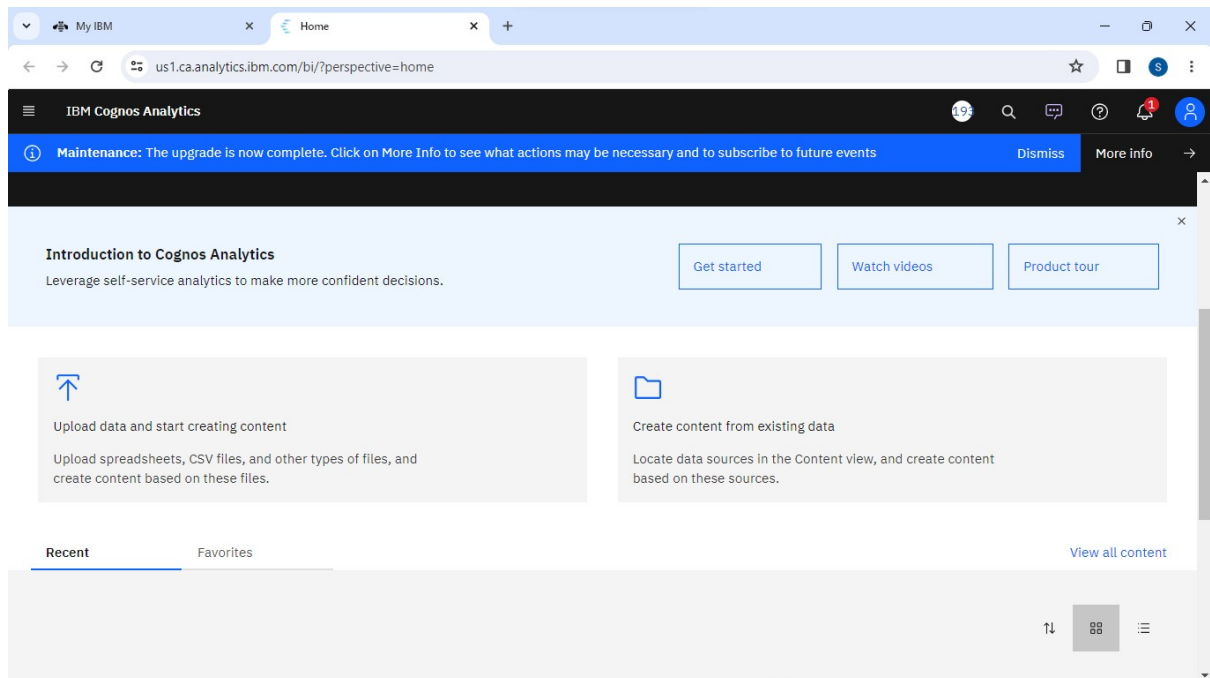 My IBM
Home
us1.ca.analytics.ibm.com/bi/?perspective=home
S
IBM Cognos Analytics
193
1
Maintenance: The upgrade is now complete. Click on More Info to see what actions may be necessary and to subscribe to future events
Dismiss
More info
Introduction to Cognos Analytics
Leverage self-service analytics to make more confident decisions.
Get started
Watch videos
Product tour
Upload data and start creating content
Upload spreadsheets, CSV files, and other types of files, and
create content based on these files.
Create content from existing data
Locate data sources in the Content view, and create content
based on these sources.
Recent
Favorites
View all content